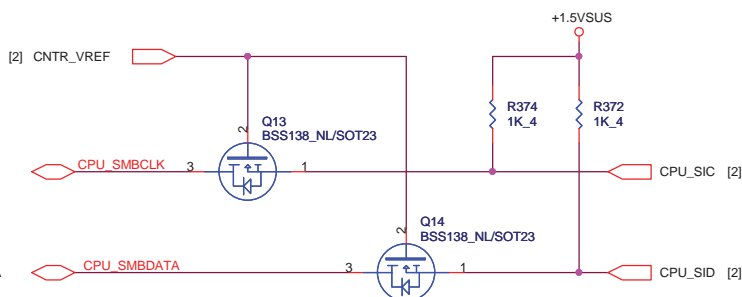 +1.5VSUS
[2] CNTR_VREF
Q13
BSS138_NL/SOT23
R374
1K_4
R372
1K_4
2
CPU_SMBCLK
3
1
CPU_SIC [2]
Q14
BSS138_NL/SOT23
2
CPU_SMBDATA
3
1
CPU_SID [2]